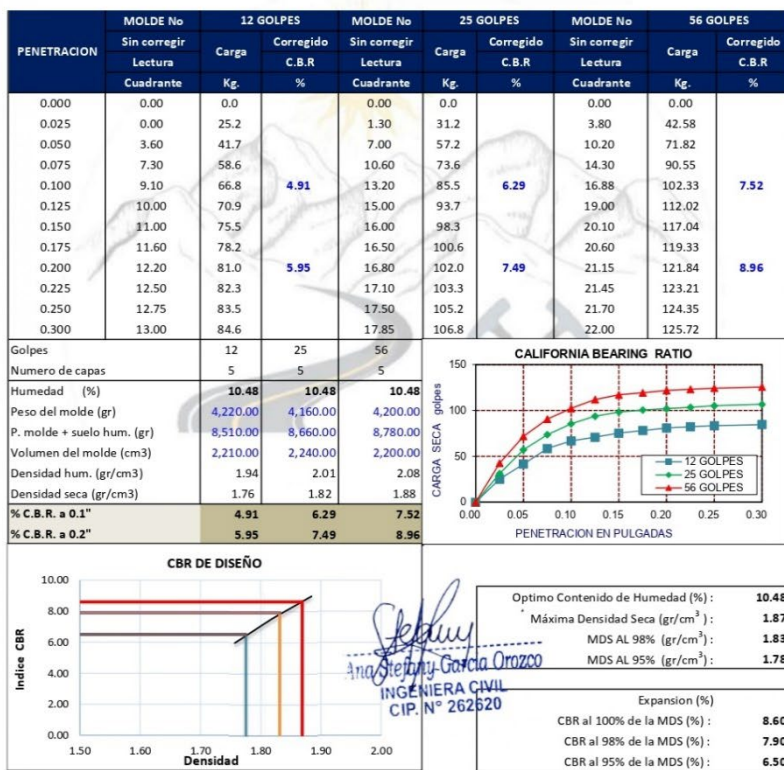 PENETRACION MOLDE No 12 GOLPES MOLDE No 25 GOLPES MOLDE No 56 GOLPES
Sin corregir Carga Corregido Sin corregir Carga Corregido Sin corregir Carga Corregido
Lectura C.B.R Lectura C.B.R Lectura C.B.R
Cuadrante Kg. % Cuadrante Kg. % Cuadrante Kg. %
0.000 0.00 0.0 0.00 0.0 0.00 0.00
0.025 0.00 25.2 1.30 31.2 3.80 42.58
0.050 3.60 41.7 7.00 57.2 10.20 71.82
0.075 7.30 58.6 10.60 73.6 14.30 90.55
0.100 9.10 66.8 4.91 13.20 85.5 6.29 16.88 102.33 7.52
0.125 10.00 70.9 15.00 93.7 19.00 112.02
0.150 11.00 75.5 16.00 98.3 20.10 117.04
0.175 11.60 78.2 16.50 100.6 20.60 119.33
0.200 12.20 81.0 5.95 16.80 102.0 7.49 21.15 121.84 8.96
0.225 12.50 82.3 17.10 103.3 21.45 123.21
0.250 12.75 83.5 17.50 105.2 21.70 124.35
0.300 13.00 84.6 17.85 106.8 22.00 125.72
Golpes 12 25 56
Numero de capas 5 5 5
Humedad (%) 10.48 10.48 10.48
Peso del molde (gr) 4,220.00 4,160.00 4,200.00
P. molde + suelo hum. (gr) 8,510.00 8,660.00 8,780.00
Volumen del molde (cm3) 2,210.00 2,240.00 2,200.00
Densidad hum. (gr/cm3) 1.94 2.01 2.08
Densidad seca (gr/cm3) 1.76 1.82 1.88
% C.B.R. a 0.1" 4.91 6.29 7.52
% C.B.R. a 0.2" 5.95 7.49 8.96
CALIFORNIA BEARING RATIO
CARGA SECA golpes
150
100
50
0
0.00 0.05 0.10 0.15 0.20 0.25 0.30
PENETRACION EN PULGADAS
12 GOLPES
25 GOLPES
56 GOLPES
CBR DE DISEÑO
Indice CBR
10.00
8.00
6.00
4.00
2.00
0.00
1.50 1.60 1.70 1.80 1.90 2.00
Densidad
Ana Stefany Garcia Orozco
INGENIERA CIVIL
CIP. N° 262620
Optimo Contenido de Humedad (%) : 10.48
Máxima Densidad Seca (gr/cm3 ) : 1.87
MDS AL 98% (gr/cm3) : 1.83
MDS AL 95% (gr/cm3) : 1.78
Expansion (%)
CBR al 100% de la MDS (%) : 8.60
CBR al 98% de la MDS (%) : 7.90
CBR al 95% de la MDS (%) : 6.50